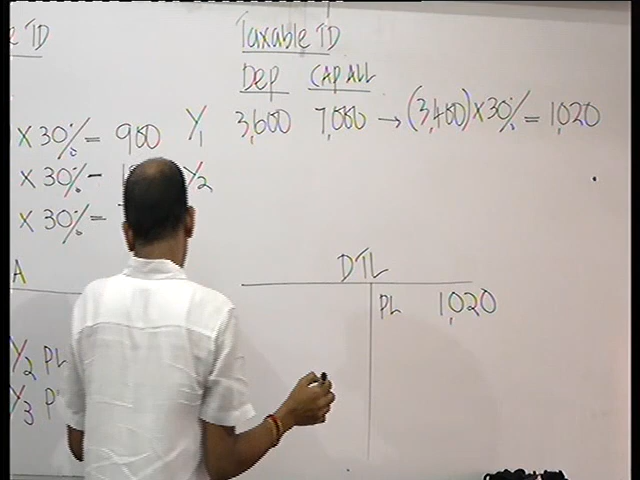 e TD
Taxable TD
Dep CAP ALL
X 30% = 900 Y1 3,600 7,000 → (3,400) X 30% = 1,020
X 30% = Y2
X 30% =
A DTL
PL 1,020
Y2 PL
Y3 P